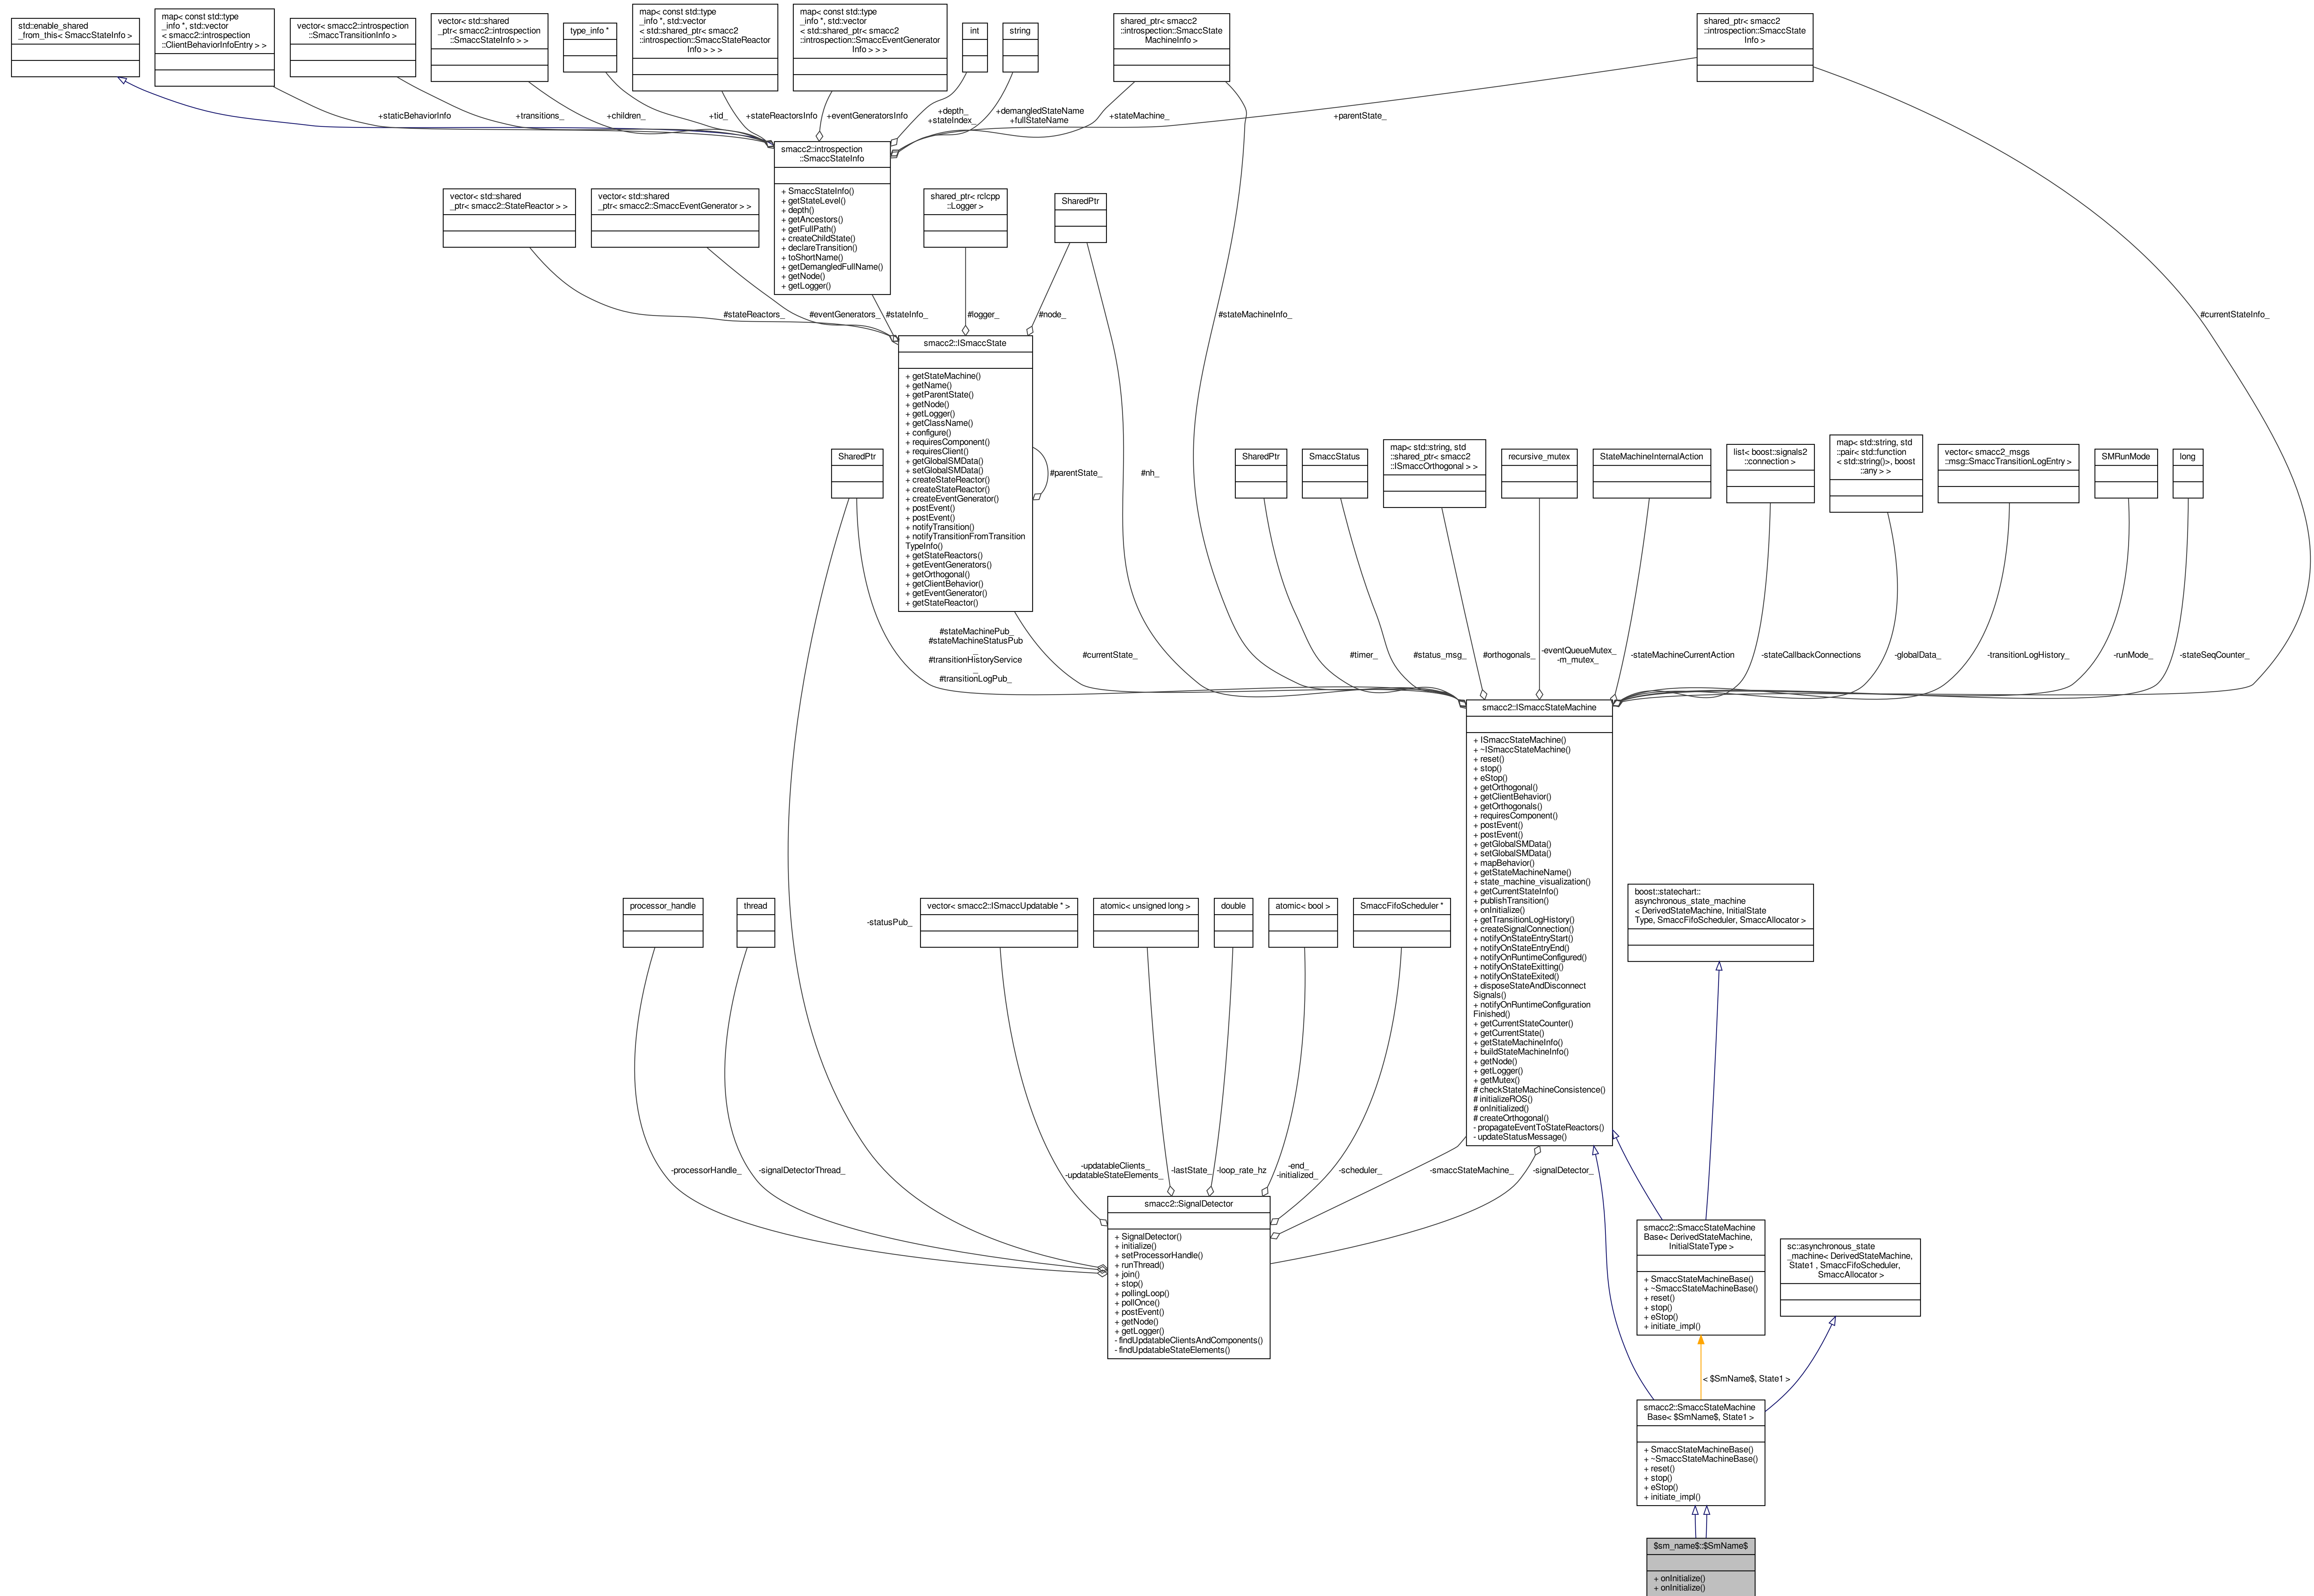 std::enable_shared
_from_this< SmaccStateInfo >
map< const std::type
_info *, std::vector
< smacc2::introspection
::ClientBehaviorInfoEntry > >
vector< smacc2::introspection
::SmaccTransitionInfo >
vector< std::shared
_ptr< smacc2::introspection
::SmaccStateInfo > >
type_info *
map< const std::type
_info *, std::vector
< std::shared_ptr< smacc2
::introspection::SmaccStateReactor
Info > > >
map< const std::type
_info *, std::vector
< std::shared_ptr< smacc2
::introspection::SmaccEventGenerator
Info > > >
int
string
shared_ptr< smacc2
::introspection::SmaccState
MachineInfo >
shared_ptr< smacc2
::introspection::SmaccState
Info >
+staticBehaviorInfo
+transitions_
+children_
+tid_
+stateReactorsInfo
+eventGeneratorsInfo
+depth_
+stateIndex_
+demangledStateName
+fullStateName
+stateMachine_
+parentState_
smacc2::introspection
::SmaccStateInfo
+ SmaccStateInfo()
+ getStateLevel()
+ depth()
+ getAncestors()
+ getFullPath()
+ createChildState()
+ declareTransition()
+ toShortName()
+ getDemangledFullName()
+ getNode()
+ getLogger()
vector< std::shared
_ptr< smacc2::StateReactor > >
vector< std::shared
_ptr< smacc2::SmaccEventGenerator > >
shared_ptr< rclcpp
::Logger >
SharedPtr
#stateReactors_
#eventGenerators_
#stateInfo_
#logger_
#node_
#stateMachineInfo_
#currentStateInfo_
smacc2::ISmaccState
+ getStateMachine()
+ getName()
+ getParentState()
+ getNode()
+ getLogger()
+ getClassName()
+ configure()
+ requiresComponent()
+ requiresClient()
+ getGlobalSMData()
+ setGlobalSMData()
+ createStateReactor()
+ createStateReactor()
+ createEventGenerator()
+ postEvent()
+ postEvent()
+ notifyTransition()
+ notifyTransitionFromTransition
TypeInfo()
+ getStateReactors()
+ getEventGenerators()
+ getOrthogonal()
+ getClientBehavior()
+ getEventGenerator()
+ getStateReactor()
#parentState_
#nh_
SharedPtr
SharedPtr
SmaccStatus
map< std::string, std
::shared_ptr< smacc2
::ISmaccOrthogonal > >
recursive_mutex
StateMachineInternalAction
list< boost::signals2
::connection >
map< std::string, std
::pair< std::function
< std::string()>, boost
::any > >
vector< smacc2_msgs
::msg::SmaccTransitionLogEntry >
SMRunMode
long
#stateMachinePub_
#stateMachineStatusPub
_
#transitionHistoryService
_
#transitionLogPub_
#currentState_
#timer_
#status_msg_
#orthogonals_
-eventQueueMutex_
-m_mutex_
-stateMachineCurrentAction
-stateCallbackConnections
-globalData_
-transitionLogHistory_
-runMode_
-stateSeqCounter_
smacc2::ISmaccStateMachine
+ ISmaccStateMachine()
+ ~ISmaccStateMachine()
+ reset()
+ stop()
+ eStop()
+ getOrthogonal()
+ getClientBehavior()
+ getOrthogonals()
+ requiresComponent()
+ postEvent()
+ postEvent()
+ getGlobalSMData()
+ setGlobalSMData()
+ mapBehavior()
+ getStateMachineName()
+ state_machine_visualization()
+ getCurrentStateInfo()
+ publishTransition()
+ onInitialize()
+ getTransitionLogHistory()
+ createSignalConnection()
+ notifyOnStateEntryStart()
+ notifyOnStateEntryEnd()
+ notifyOnRuntimeConfigured()
+ notifyOnStateExitting()
+ notifyOnStateExited()
+ disposeStateAndDisconnect
Signals()
+ notifyOnRuntimeConfiguration
Finished()
+ getCurrentStateCounter()
+ getCurrentState()
+ getStateMachineInfo()
+ buildStateMachineInfo()
+ getNode()
+ getLogger()
+ getMutex()
# checkStateMachineConsistence()
# initializeROS()
# onInitialized()
# createOrthogonal()
- propagateEventToStateReactors()
- updateStatusMessage()
processor_handle
thread
-statusPub_
vector< smacc2::ISmaccUpdatable * >
atomic< unsigned long >
double
atomic< bool >
SmaccFifoScheduler *
boost::statechart::
asynchronous_state_machine
< DerivedStateMachine, InitialState
Type, SmaccFifoScheduler, SmaccAllocator >
-processorHandle_
-signalDetectorThread_
-updatableClients_
-updatableStateElements_
-lastState_
-loop_rate_hz
-end_
-initialized_
-scheduler_
-smaccStateMachine_
-signalDetector_
smacc2::SignalDetector
+ SignalDetector()
+ initialize()
+ setProcessorHandle()
+ runThread()
+ join()
+ stop()
+ pollingLoop()
+ pollOnce()
+ postEvent()
+ getNode()
+ getLogger()
- findUpdatableClientsAndComponents()
- findUpdatableStateElements()
smacc2::SmaccStateMachine
Base< DerivedStateMachine,
InitialStateType >
+ SmaccStateMachineBase()
+ ~SmaccStateMachineBase()
+ reset()
+ stop()
+ eStop()
+ initiate_impl()
sc::asynchronous_state
_machine< DerivedStateMachine,
State1 , SmaccFifoScheduler,
SmaccAllocator >
< $SmName$, State1 >
smacc2::SmaccStateMachine
Base< $SmName$, State1 >
+ SmaccStateMachineBase()
+ ~SmaccStateMachineBase()
+ reset()
+ stop()
+ eStop()
+ initiate_impl()
$sm_name$::$SmName$
+ onInitialize()
+ onInitialize()